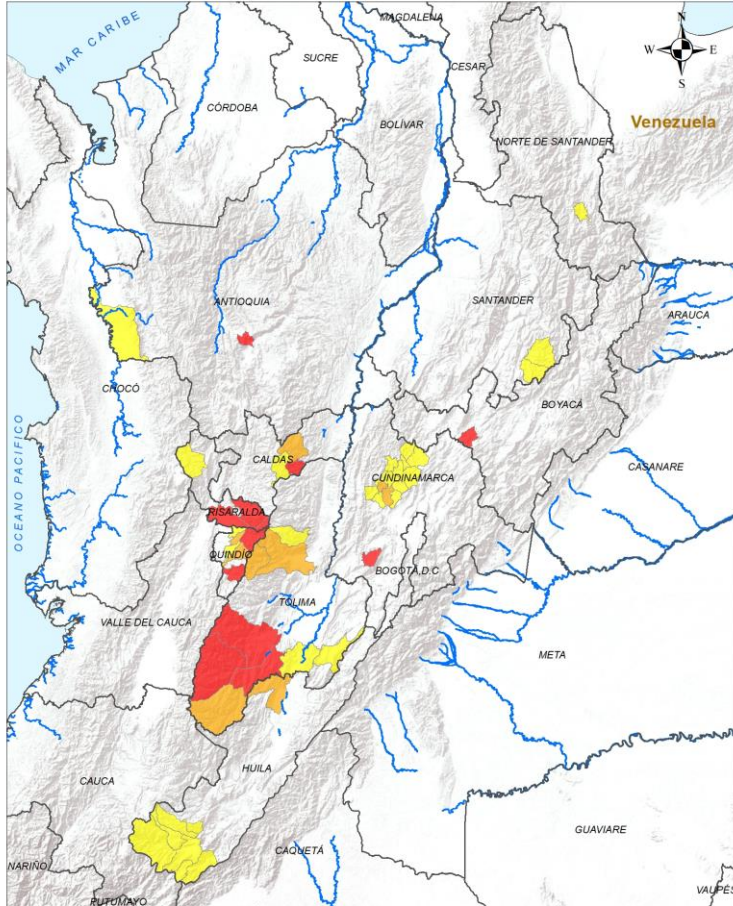 MAGDALENA
N
W E
S
MAR CARIBE
SUCRE
CESAR
CÓRDOBA
BOLÍVAR
Venezuela
NORTE DE SANTANDER
ANTIOQUIA
SANTANDER
ARAUCA
CHOCÓ
BOYACÁ
OCEANO PACIFICO
CALDAS
CUNDINAMARCA
CASANARE
RISARALDA
QUINDÍO
BOGOTÁ,D.C
TOLIMA
VALLE DEL CAUCA
META
HUILA
CAUCA
GUAVIARE
CAQUETÁ
NARIÑO
PUTUMAYO
VAUPÉS